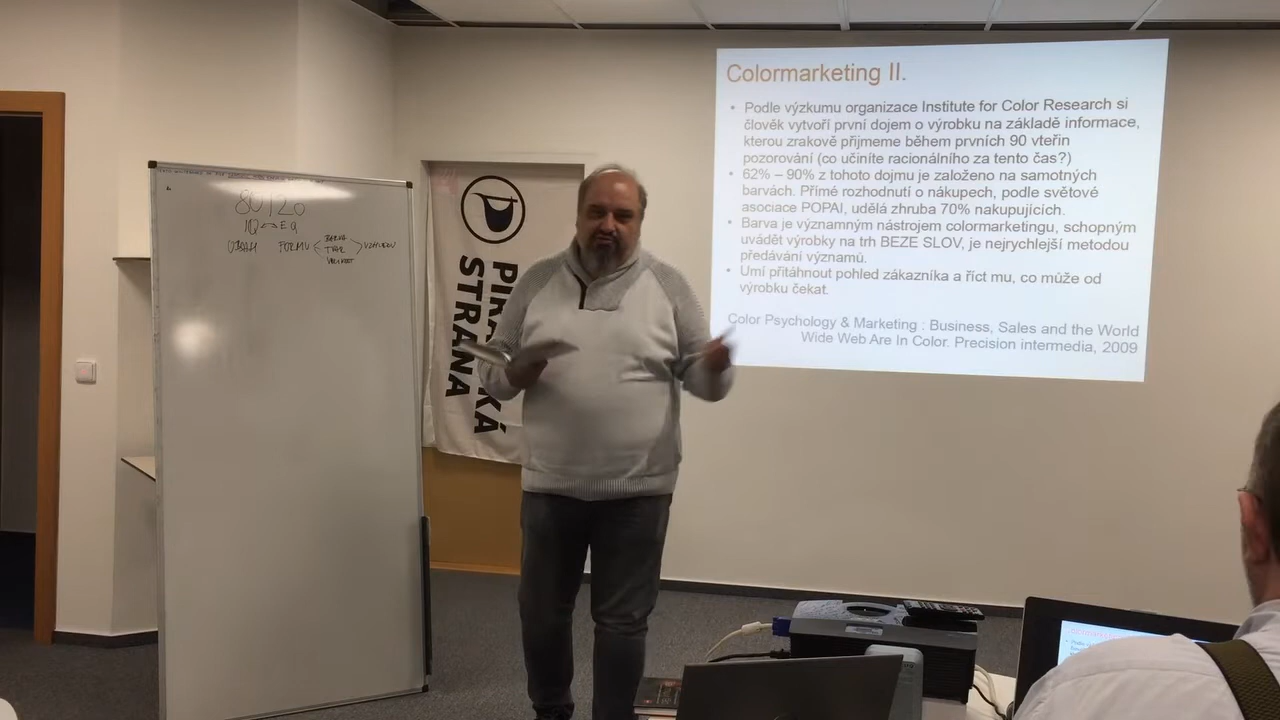 80/20
IQ EQ
OBSAH FORMU BARVA
TVAR
VELIKOST
PIRÁTSKÁ
STRANA
Colormarketing II.
• Podle výzkumu organizace Institute for Color Research si
člověk vytvoří první dojem o výrobku na základě informace,
kterou zrakově přijmeme během prvních 90 vteřin
pozorování (co učiníte racionálního za tento čas?)
• 62% – 90% z tohoto dojmu je založeno na samotných
barvách. Přímé rozhodnutí o nákupech, podle světové
asociace POPAI, udělá zhruba 70% nakupujících.
• Barva je významným nástrojem colormarketingu, schopným
uvádět výrobky na trh BEZE SLOV, je nejrychlejší metodou
předávání významů.
• Umí přitáhnout pohled zákazníka a říct mu, co může od
výrobku čekat.
Color Psychology & Marketing : Business, Sales and the World
Wide Web Are In Color. Precision intermedia, 2009